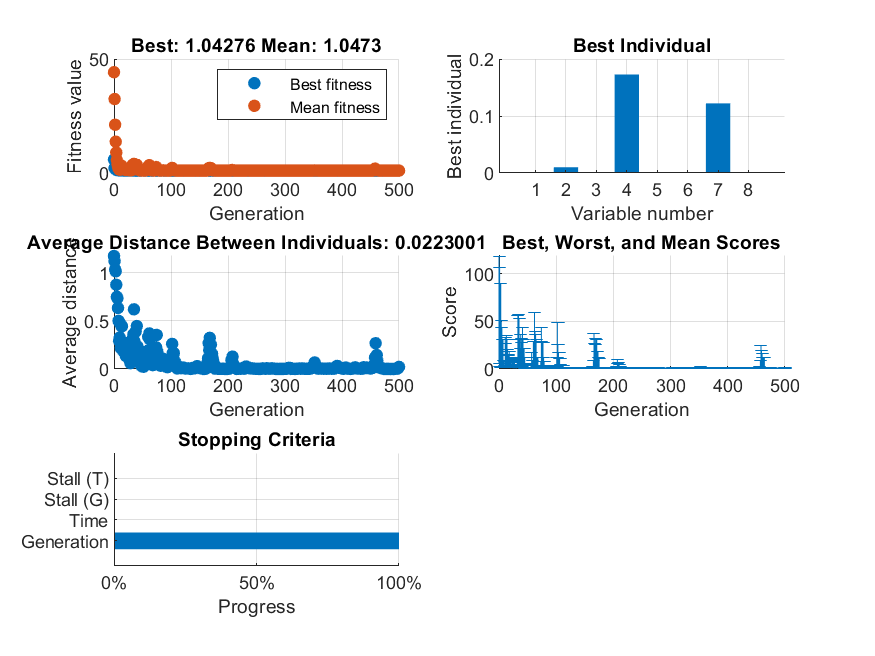 Best: 1.04276 Mean: 1.0473
Fitness value
50
0
Best fitness
Mean fitness
0 100 200 300 400 500
Generation
Best Individual
Best individual
0.2
0.1
0
1 2 3 4 5 6 7 8
Variable number
Average Distance Between Individuals: 0.0223001
Average distance
1
0.5
0
0 100 200 300 400 500
Generation
Best, Worst, and Mean Scores
Score
100
50
0
0 100 200 300 400 500
Generation
Stopping Criteria
Stall (T)
Stall (G)
Time
Generation
0% 50% 100%
Progress